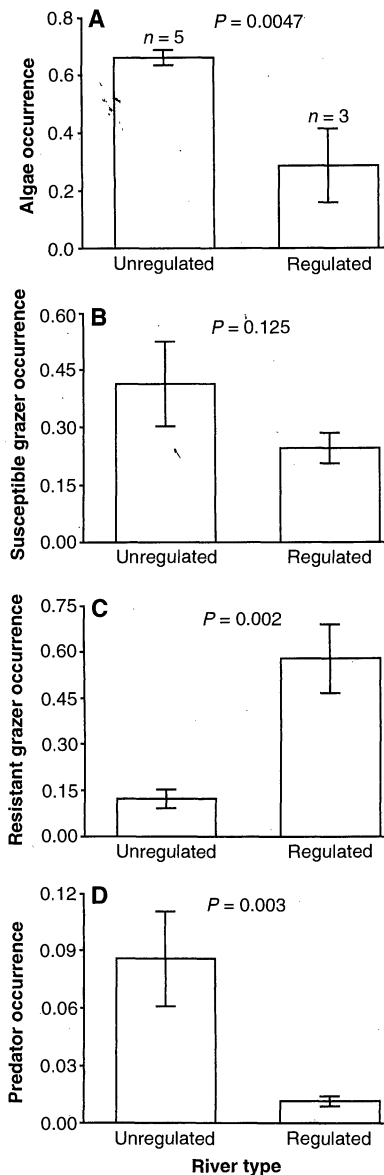 A
P = 0.0047
n = 5
n = 3
Algae occurrence
0.8
0.6
0.4
0.2
0.0
Unregulated Regulated
B
P = 0.125
Susceptible grazer occurrence
0.60
0.45
0.30
0.15
0.00
Unregulated Regulated
C
P = 0.002
Resistant grazer occurrence
0.75
0.60
0.45
0.30
0.15
0.00
Unregulated Regulated
D
P = 0.003
Predator occurrence
0.12
0.09
0.06
0.03
0.00
Unregulated Regulated
River type